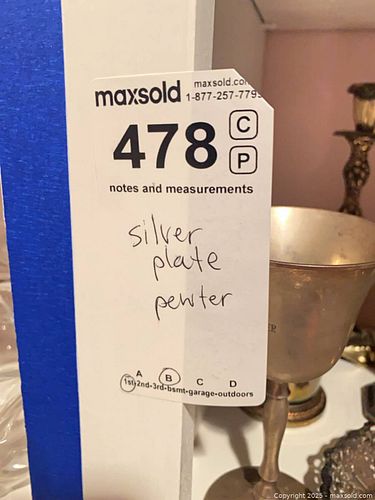 maxsold maxsold.com
1-877-257-779
478 C
P
notes and measurements
silver
plate
pewter
A B C D
1st-2nd-3rd-bsmt-garage-outdoors
© Copyright 2025 - maxsold.com